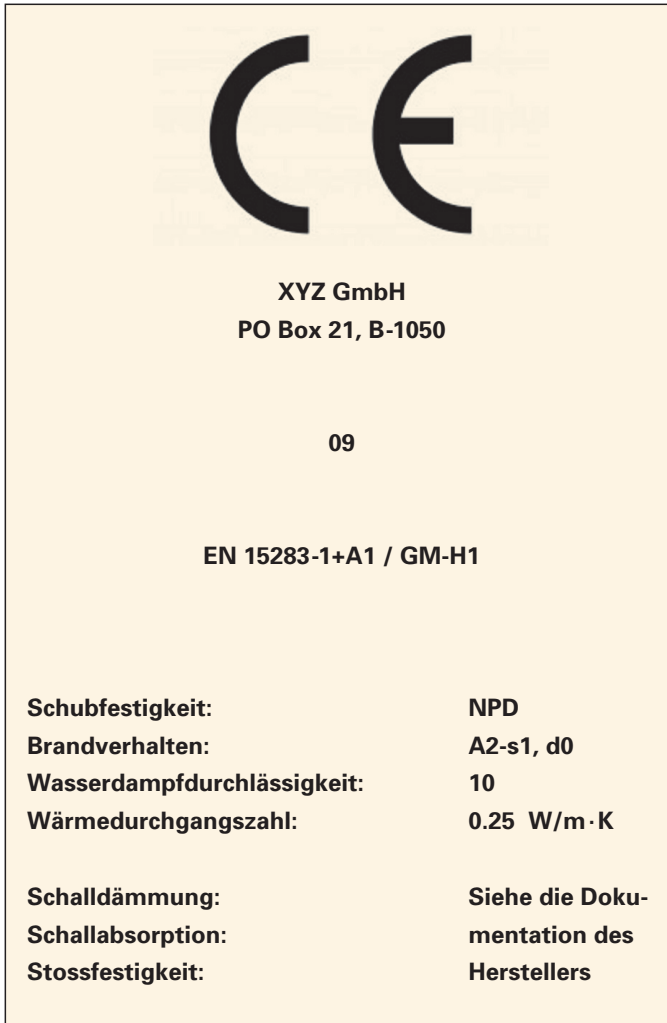 CE
XYZ GmbH
PO Box 21, B-1050
09
EN 15283-1+A1 / GM-H1
Schubfestigkeit: NPD
Brandverhalten: A2-s1, d0
Wasserdampfdurchlässigkeit: 10
Wärmedurchgangszahl: 0.25 W/m·K
Schalldämmung: Siehe die Doku-
Schallabsorption: mentation des
Stossfestigkeit: Herstellers